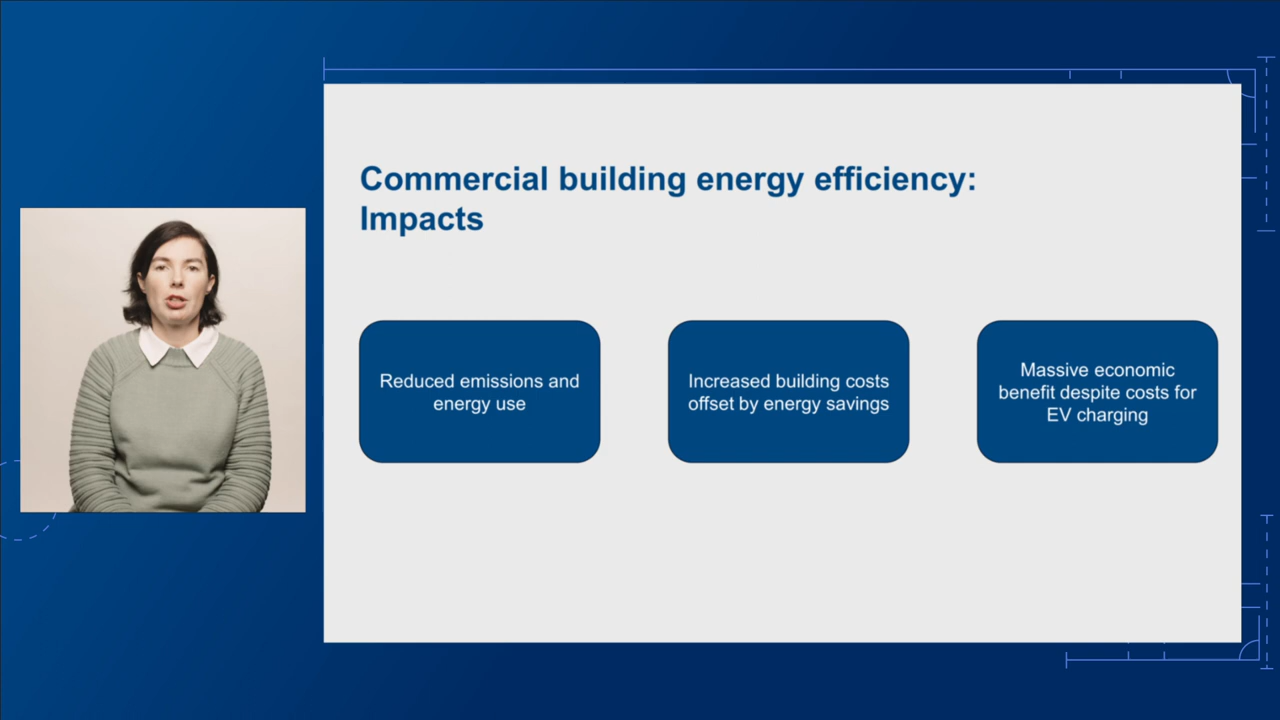 Commercial building energy efficiency:
Impacts
Reduced emissions and
energy use
Increased building costs
offset by energy savings
Massive economic
benefit despite costs for
EV charging